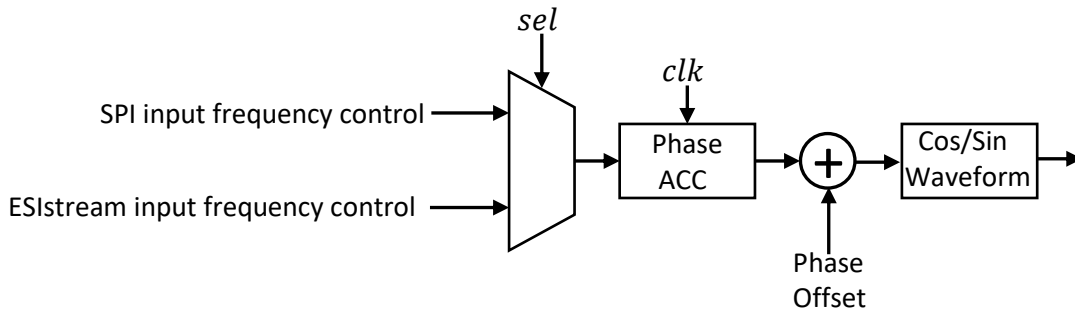 sel
clk
SPI input frequency control
Phase
ACC
+
Cos/Sin
Waveform
ESIstream input frequency control
Phase
Offset